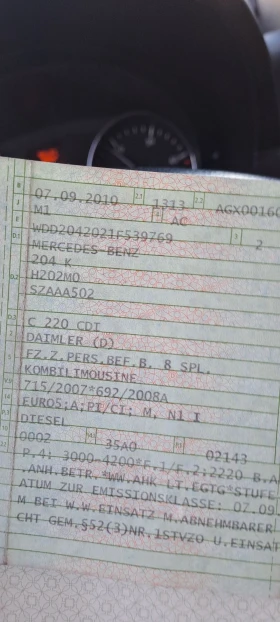 07.09.2010 1313 AGX00160
M1 AC
WDD2042021F539769 2
MERCEDES-BENZ
204 K
H202M0
SZAAA502
C 220 CDI
DAIMLER (D)
FZ.Z.PERS.BEF.B. 8 SPL.
KOMBILIMOUSINE
715/2007*692/2008A
EURO5;A;PI/CI; M, N1 I
DIESEL
0002 35A0 02143
P.4: 3000-4200*F.1/F.2:2220 B.A
.ANH.BETR.*WW.AHK LT.EGTG*STUFE
ATUM ZUR EMISSIONSKLASSE: 07.09
M BEI W.W.EINSATZ M.ABNEHMBARER
CHT GEM.§52(3)NR.1STVZO U.EINSAT